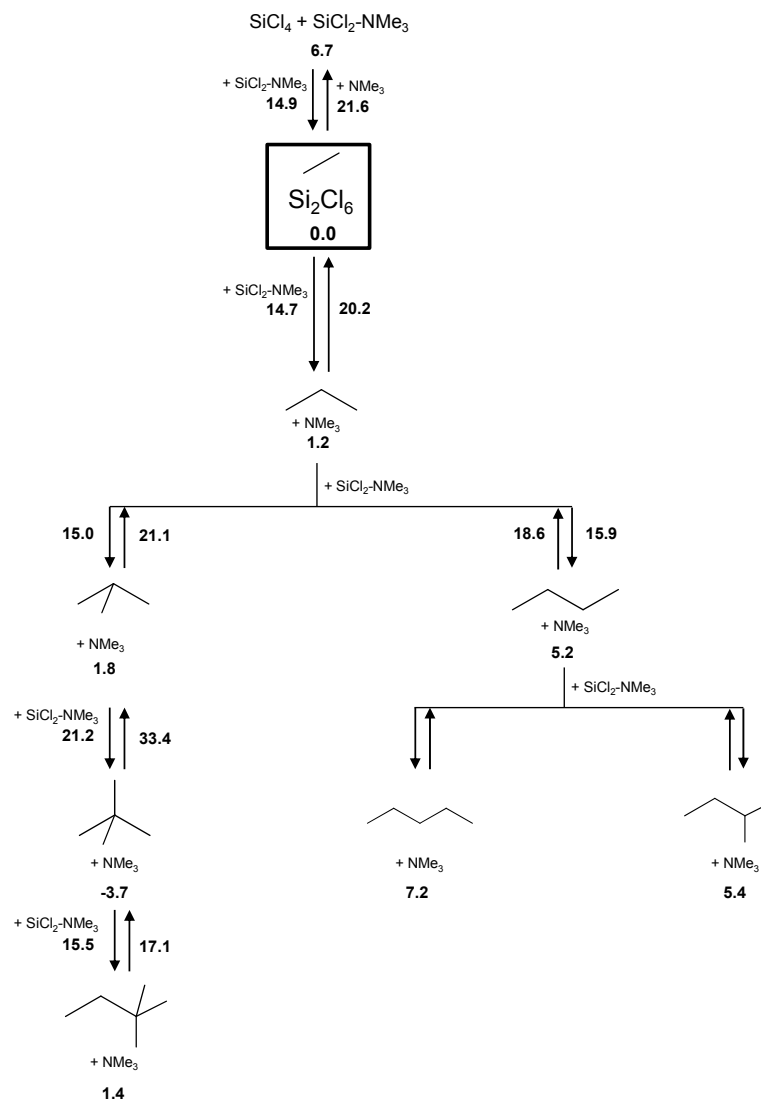 SiCl₄ + SiCl₂-NMe₃
6.7
+ SiCl₂-NMe₃ + NMe₃
14.9 21.6
Si₂Cl₆
0.0
+ SiCl₂-NMe₃
14.7 20.2
+ NMe₃
1.2
+ SiCl₂-NMe₃
15.0 21.1 18.6 15.9
+ NMe₃
5.2
+ NMe₃
1.8
+ SiCl₂-NMe₃
+ SiCl₂-NMe₃
21.2 33.4
+ NMe₃ + NMe₃ + NMe₃
-3.7 7.2 5.4
+ SiCl₂-NMe₃
15.5 17.1
+ NMe₃
1.4